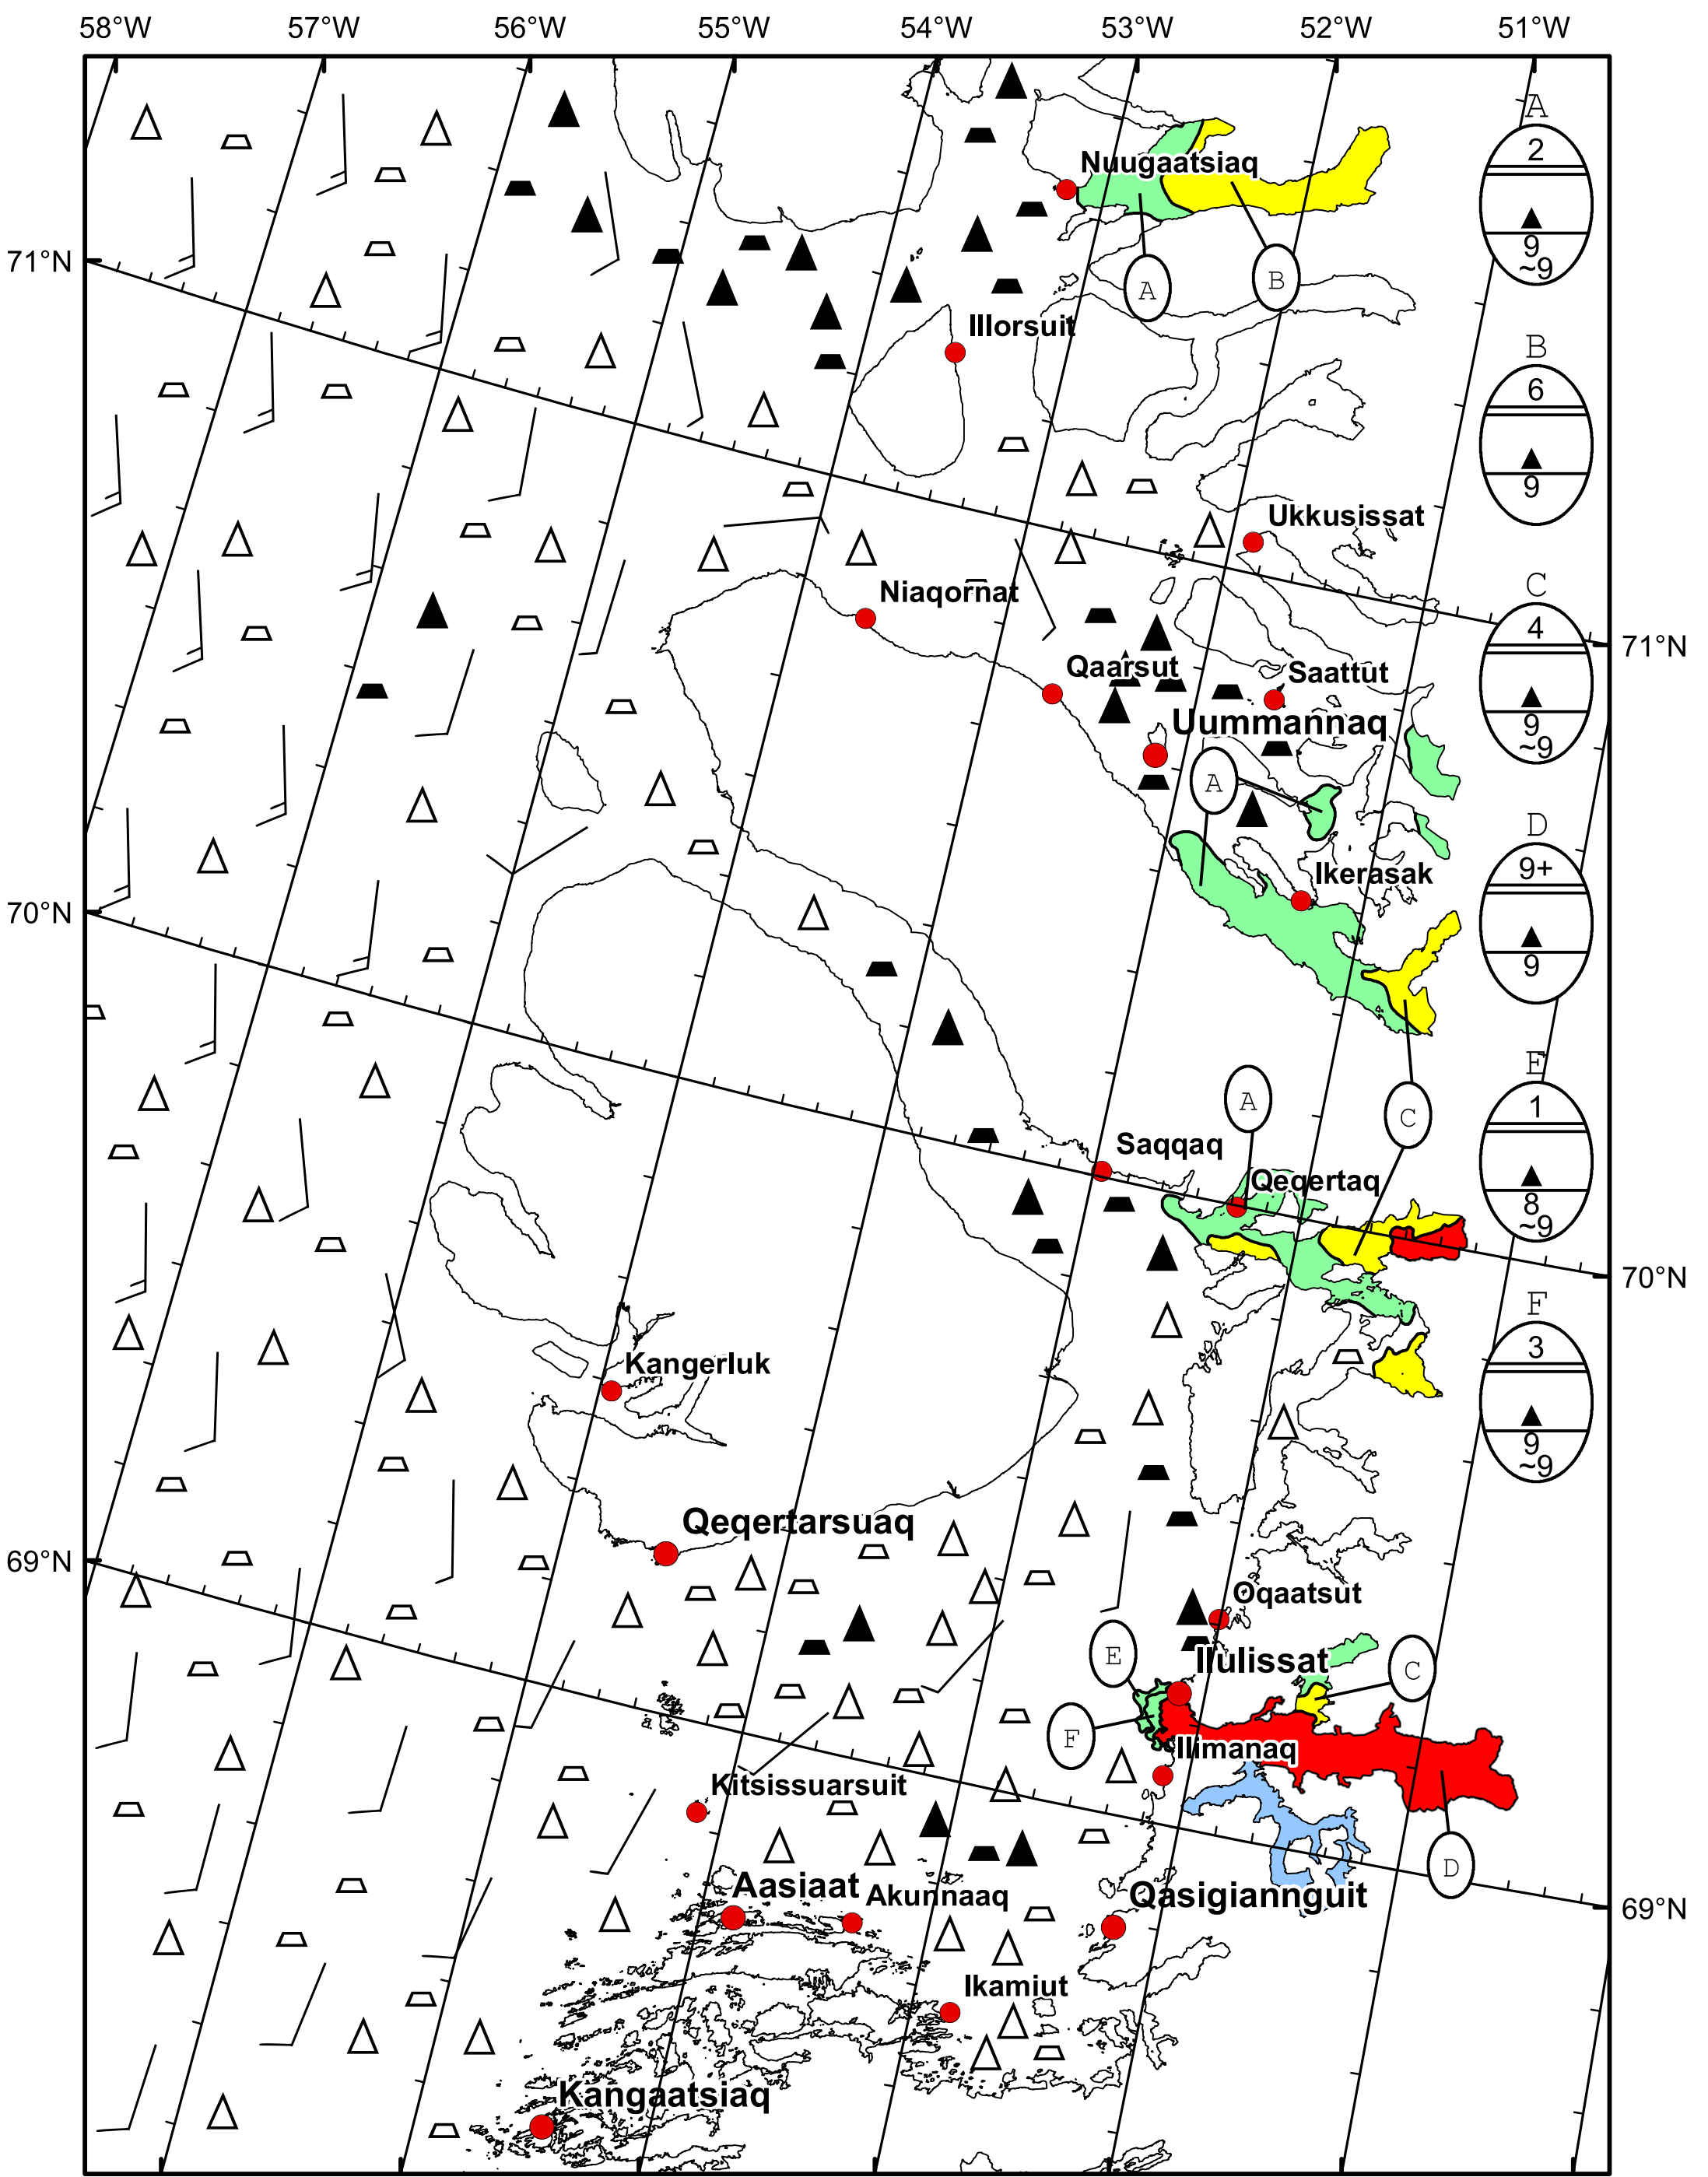 58°W 57°W 56°W 55°W 54°W 53°W 52°W 51°W
A
2
9
~9
Nuugaatsiaq
71°N
A
B
Illorsuit
B
6
9
Ukkusissat
C
4
9
~9
Niaqornat
71°N
Qaarsut
Saattut
Uummannaq
A
D
9+
9
Ikerasak
70°N
E
1
8
~9
A
C
Saqqaq
Qeqertaq
70°N
F
3
9
~9
Kangerluk
Qeqertarsuaq
69°N
Oqaatsut
E
Ilulissat
C
F
Ilimanaq
Kitsissuarsuit
D
Aasiaat
Akunnaaq
Qasigiannguit
69°N
Ikamiut
Kangaatsiaq